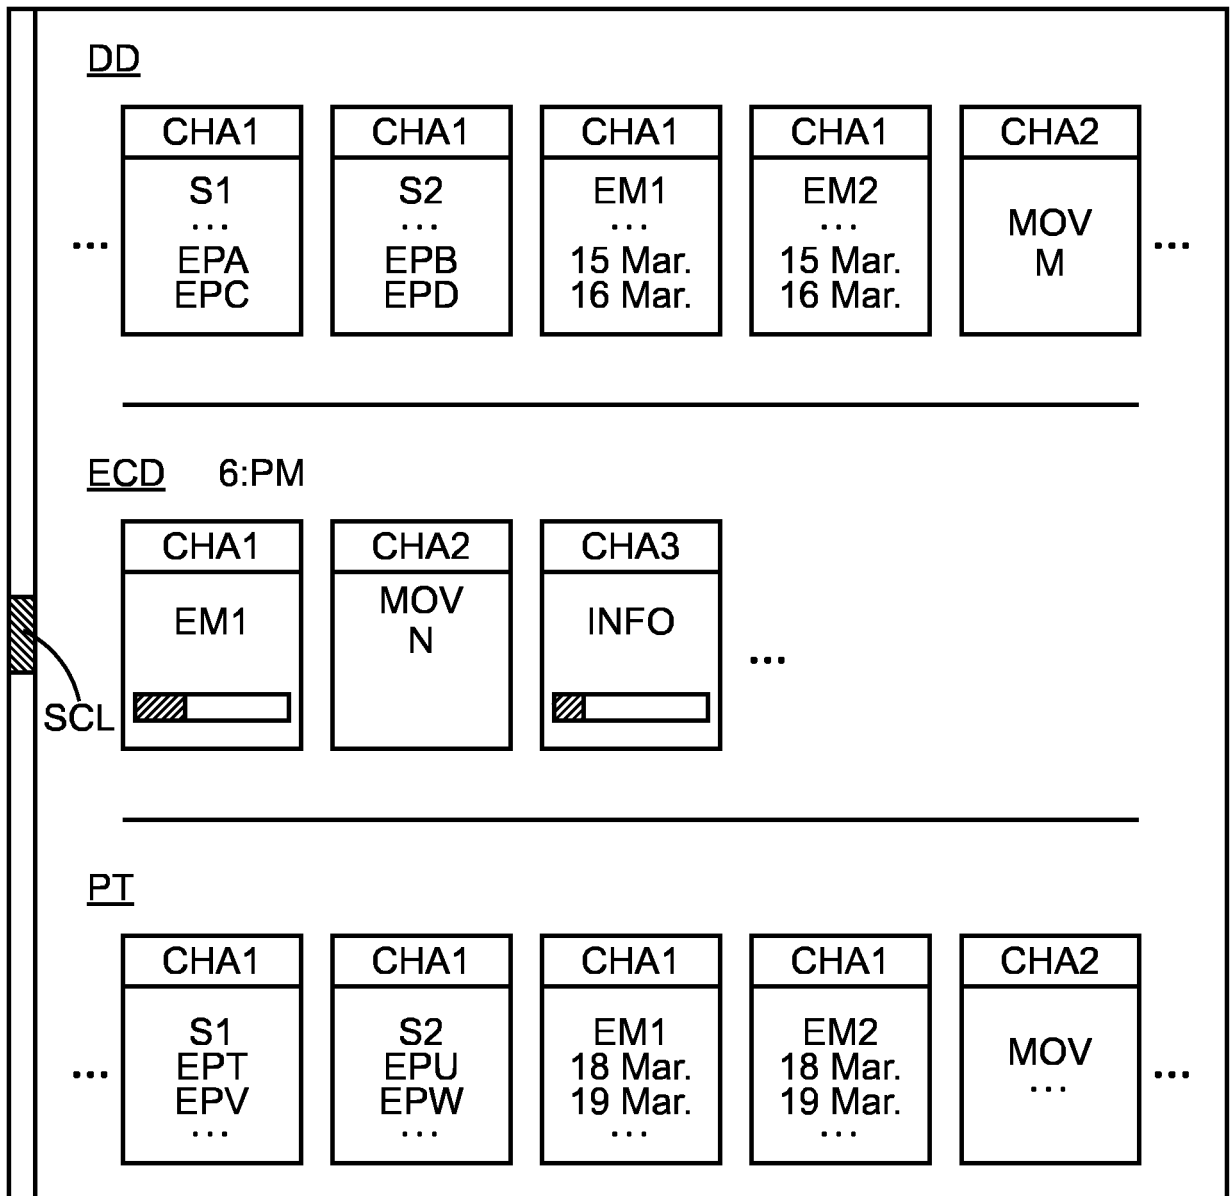 DD
CHA1 CHA1 CHA1 CHA1 CHA2
S1 S2 EM1 EM2
... ... ... ... MOV
... EPA EPB 15 Mar. 15 Mar. M ...
EPC EPD 16 Mar. 16 Mar.
ECD 6:PM
CHA1 CHA2 CHA3
EM1 MOV INFO
N
...
SCL
PT
CHA1 CHA1 CHA1 CHA1 CHA2
S1 S2 EM1 EM2 MOV
... EPT EPU 18 Mar. 18 Mar. ... ...
EPV EPW 19 Mar. 19 Mar.
... ... ... ...